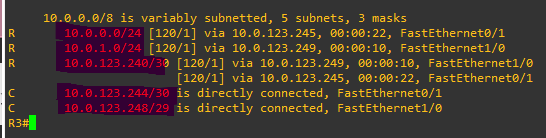 10.0.0.0/8 is variably subnetted, 5 subnets, 3 masks
R 10.0.0.0/24 [120/1] via 10.0.123.245, 00:00:22, FastEthernet0/1
R 10.0.1.0/24 [120/1] via 10.0.123.249, 00:00:10, FastEthernet1/0
R 10.0.123.240/30 [120/1] via 10.0.123.249, 00:00:10, FastEthernet1/0
[120/1] via 10.0.123.245, 00:00:22, FastEthernet0/1
C 10.0.123.244/30 is directly connected, FastEthernet0/1
C 10.0.123.248/29 is directly connected, FastEthernet1/0
R3#